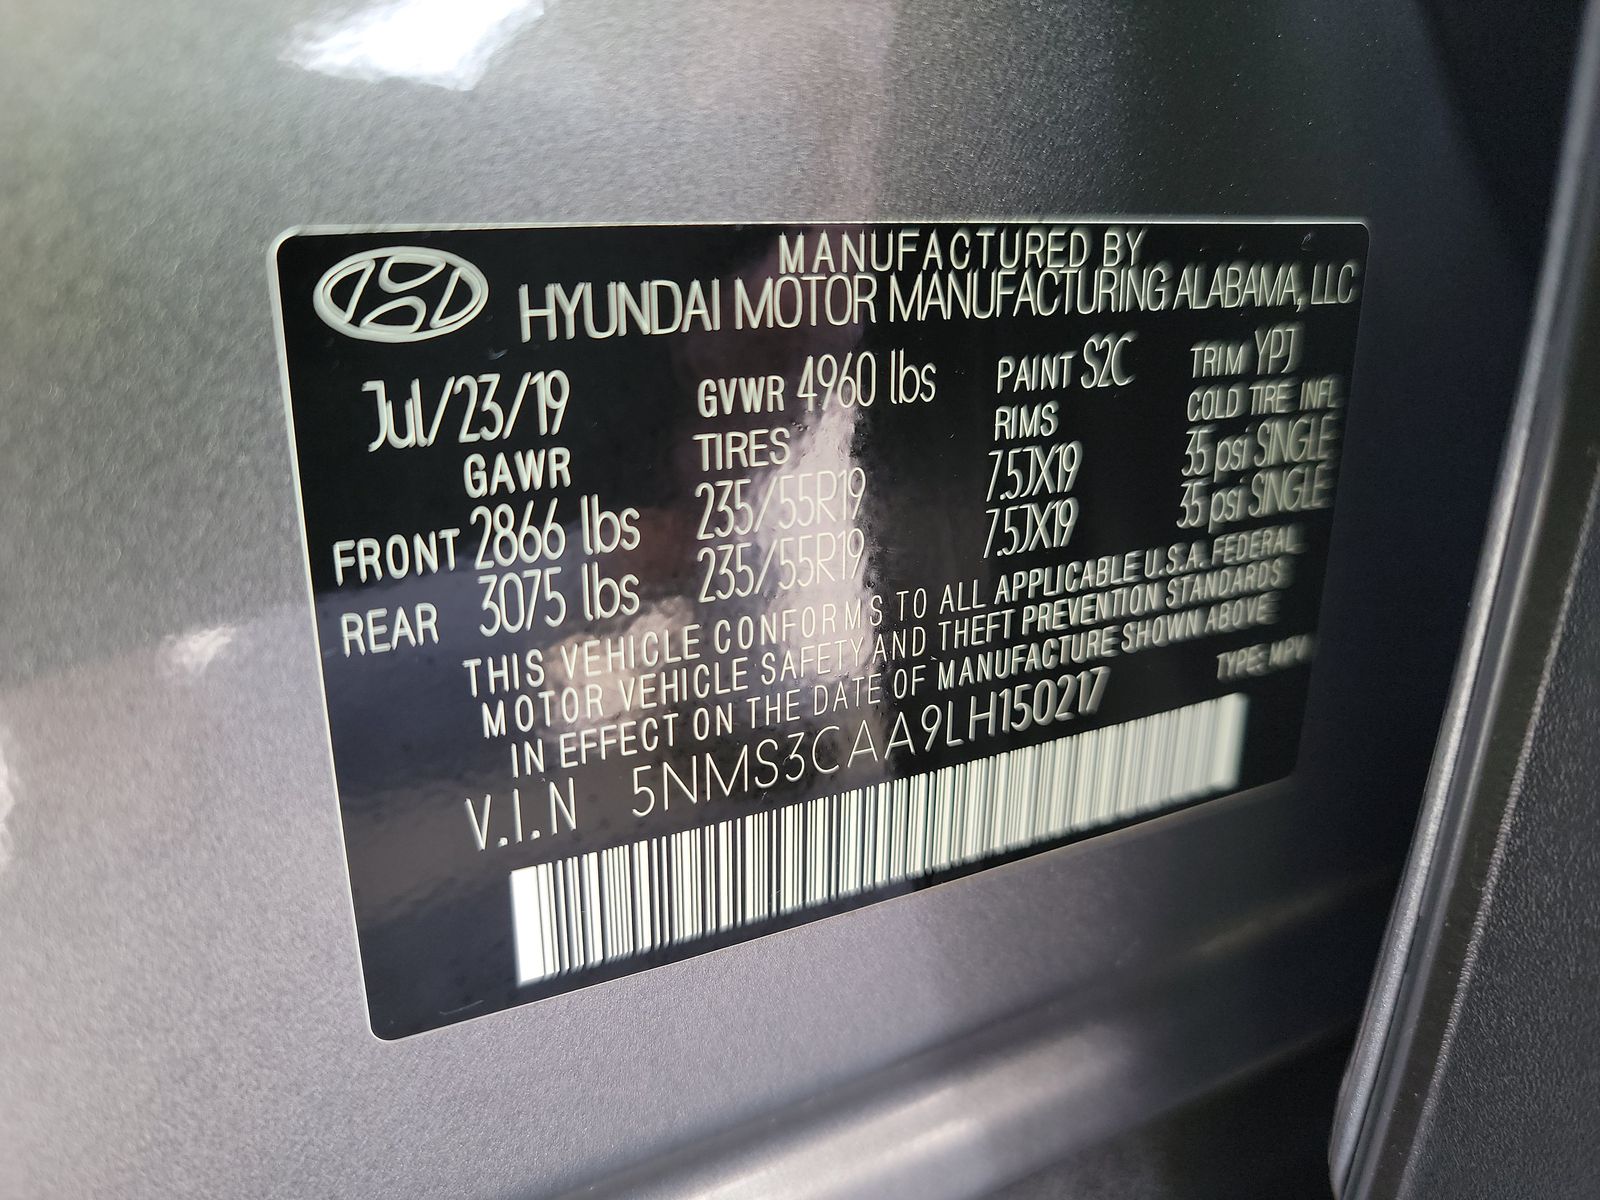 MANUFACTURED BY
HYUNDAI MOTOR MANUFACTURING ALABAMA, LLC
Jul/23/19 GVWR 4960 lbs PAINT S2C TRIM YPJ
GAWR TIRES RIMS COLD TIRE INFL
FRONT 2866 lbs 235/55R19 7.5JX19 35 psi SINGLE
REAR 3075 lbs 235/55R19 7.5JX19 35 psi SINGLE
THIS VEHICLE CONFORMS TO ALL APPLICABLE U.S.A. FEDERAL
MOTOR VEHICLE SAFETY AND THEFT PREVENTION STANDARDS
IN EFFECT ON THE DATE OF MANUFACTURE SHOWN ABOVE
V.I.N 5NMS3CAA9LH150217 TYPE: MPV